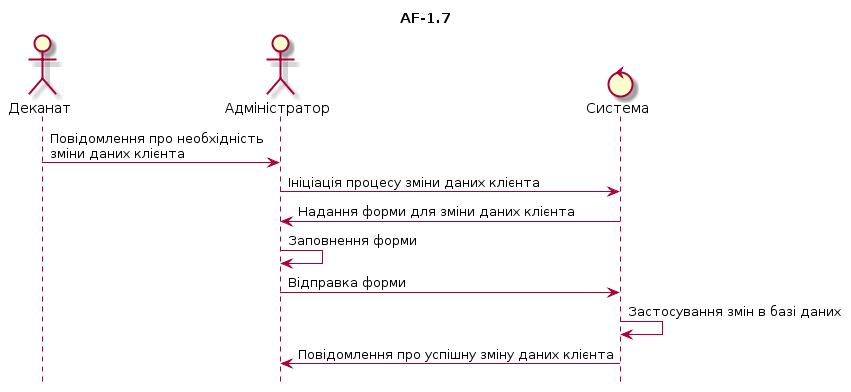 AF-1.7
Деканат
Адміністратор
Система
Повідомлення про необхідність
зміни даних клієнта
Ініціація процесу зміни даних клієнта
Надання форми для зміни даних клієнта
Заповнення форми
Відправка форми
Застосування змін в базі даних
Повідомлення про успішну зміну даних клієнта